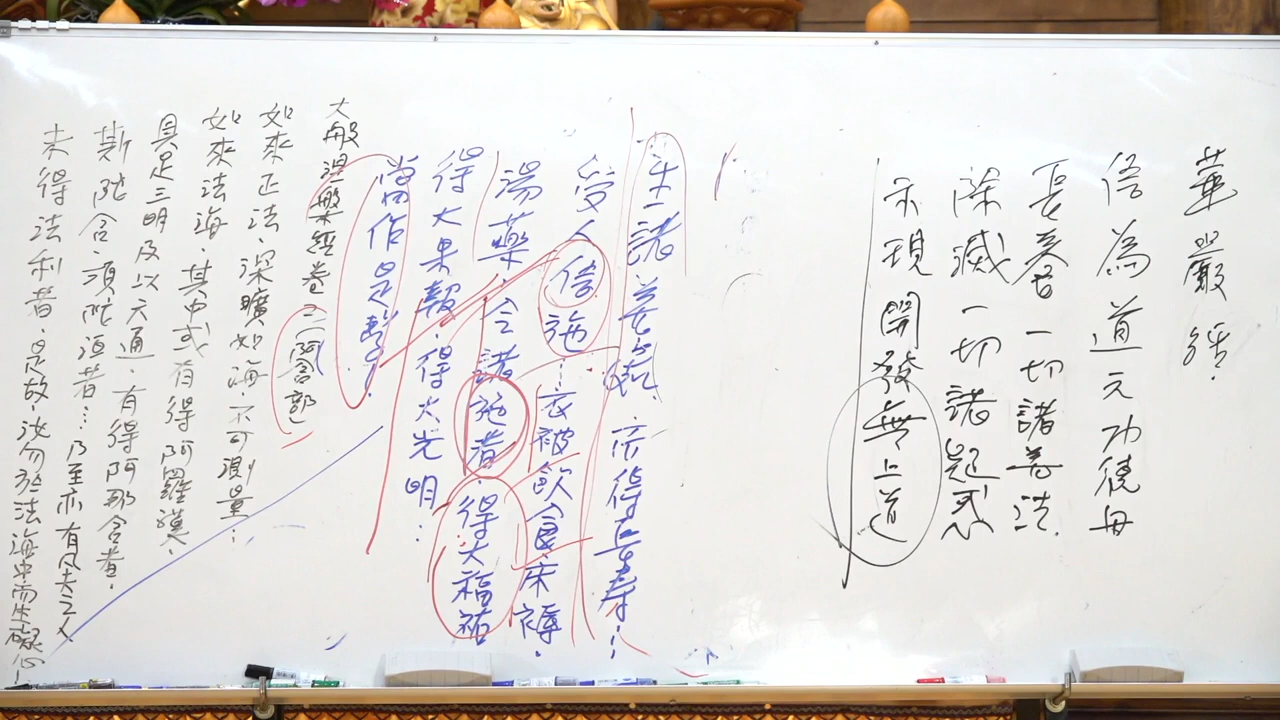 華嚴經.
信為道元功德母
長養一切諸善法.
除滅一切諸疑惑
示現開發無上道
生諸善號.亦得上壽…
受人信施…衣被飲食床褥.
湯藥.令諸施者.得大福祐
得大果報.得大光明…
當作是說!
大般涅槃經卷二(阿含部)
如來正法.深曠如海.不可測量…
如來法海.其中或有得阿羅漢.
具足三明及以六通.有得阿那含者.
斯陀含.須陀洹者…乃至亦有凡夫之人
未得法利者.是故.汝勿於法海中而生礙心